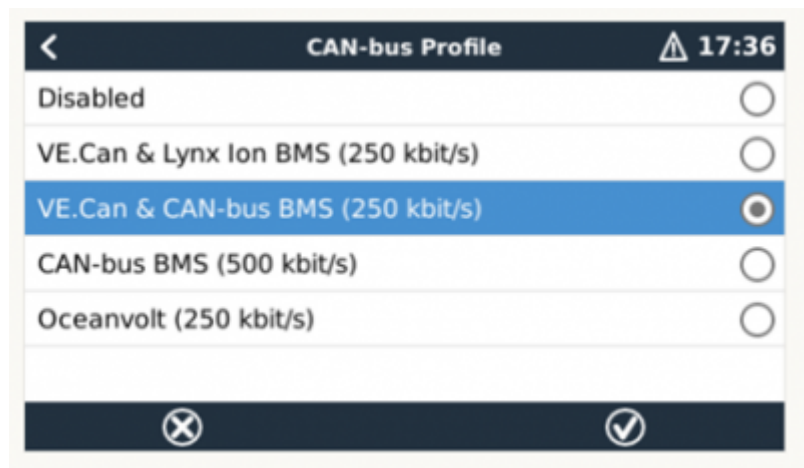 CAN-bus Profile 17:36
Disabled
VE.Can & Lynx Ion BMS (250 kbit/s)
VE.Can & CAN-bus BMS (250 kbit/s)
CAN-bus BMS (500 kbit/s)
Oceanvolt (250 kbit/s)